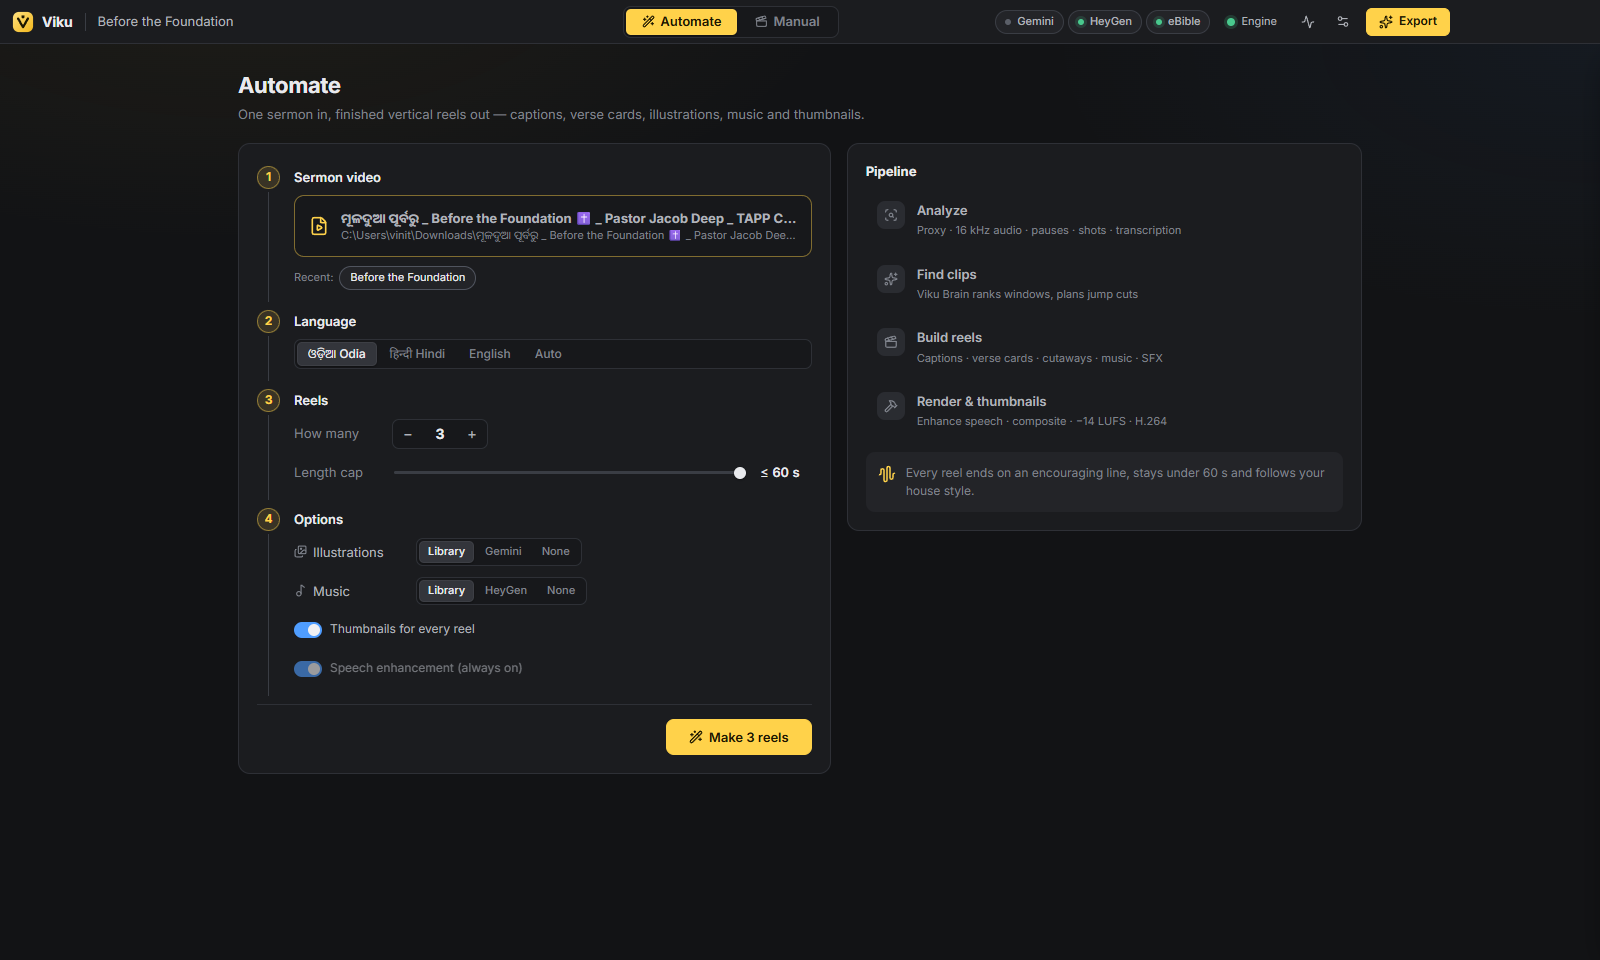 Viku
Before the Foundation
Automate
Manual
Gemini
HeyGen
eBible
Engine
Export
Automate
One sermon in, finished vertical reels out — captions, verse cards, illustrations, music and thumbnails.
1
Sermon video
ମୂଳଦୁଆ ପୂର୍ବରୁ _ Before the Foundation ✝️ _ Pastor Jacob Deep _ TAPP C...
C:\Users\vinit\Downloads\ମୂଳଦୁଆ ପୂର୍ବରୁ _ Before the Foundation ✝️ _ Pastor Jacob Dee...
Recent:
Before the Foundation
2
Language
ଓଡ଼ିଆ Odia
हिन्दी Hindi
English
Auto
3
Reels
How many
−
3
+
Length cap
≤ 60 s
4
Options
Illustrations
Library
Gemini
None
Music
Library
HeyGen
None
Thumbnails for every reel
Speech enhancement (always on)
Make 3 reels
Pipeline
Analyze
Proxy · 16 kHz audio · pauses · shots · transcription
Find clips
Viku Brain ranks windows, plans jump cuts
Build reels
Captions · verse cards · cutaways · music · SFX
Render & thumbnails
Enhance speech · composite · −14 LUFS · H.264
Every reel ends on an encouraging line, stays under 60 s and follows your
house style.